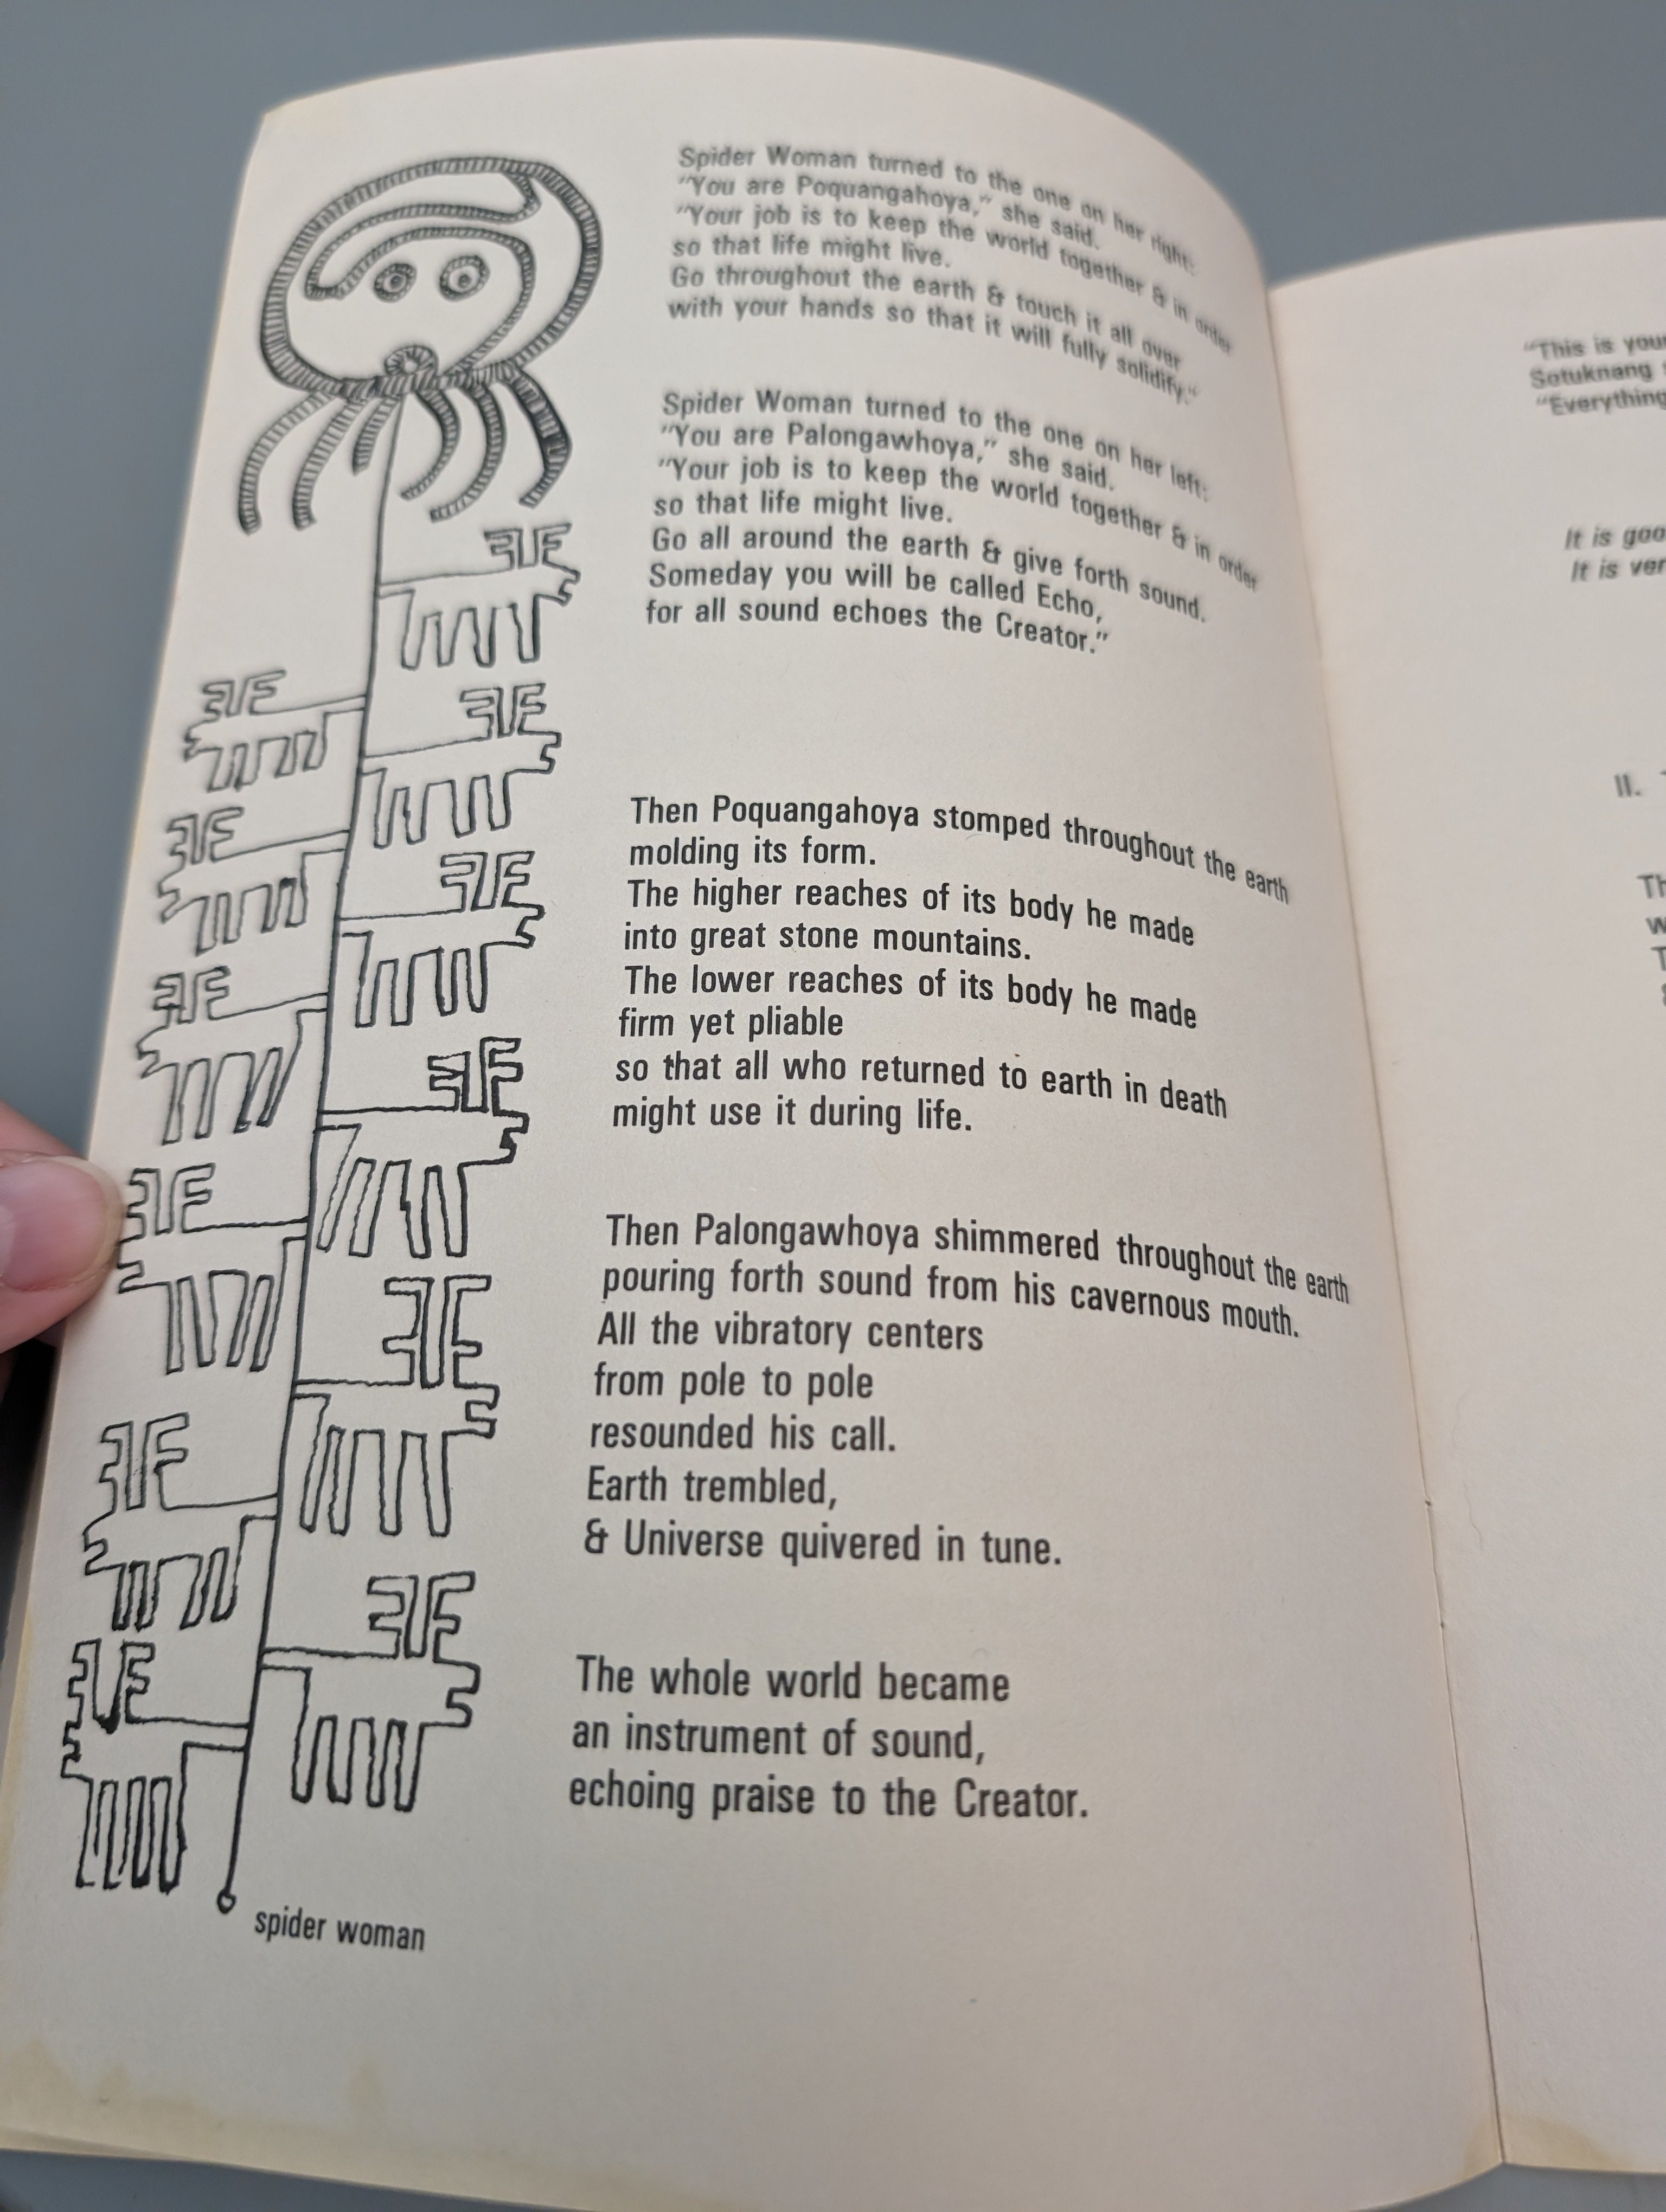 Spider Woman turned to the one on her right:
"You are Poquangahoya," she said.
"Your job is to keep the world together & in order
so that life might live.
Go throughout the earth & touch it all over
with your hands so that it will fully solidify."
Spider Woman turned to the one on her left:
"You are Palongawhoya," she said.
"Your job is to keep the world together & in order
so that life might live.
Go all around the earth & give forth sound.
Someday you will be called Echo,
for all sound echoes the Creator."
Then Poquangahoya stomped throughout the earth
molding its form.
The higher reaches of its body he made
into great stone mountains.
The lower reaches of its body he made
firm yet pliable
so that all who returned to earth in death
might use it during life.
Then Palongawhoya shimmered throughout the earth
pouring forth sound from his cavernous mouth.
All the vibratory centers
from pole to pole
resounded his call.
Earth trembled,
& Universe quivered in tune.
The whole world became
an instrument of sound,
echoing praise to the Creator.
spider woman
"This is
Sotuknang
"Everything
It is
It is
II.